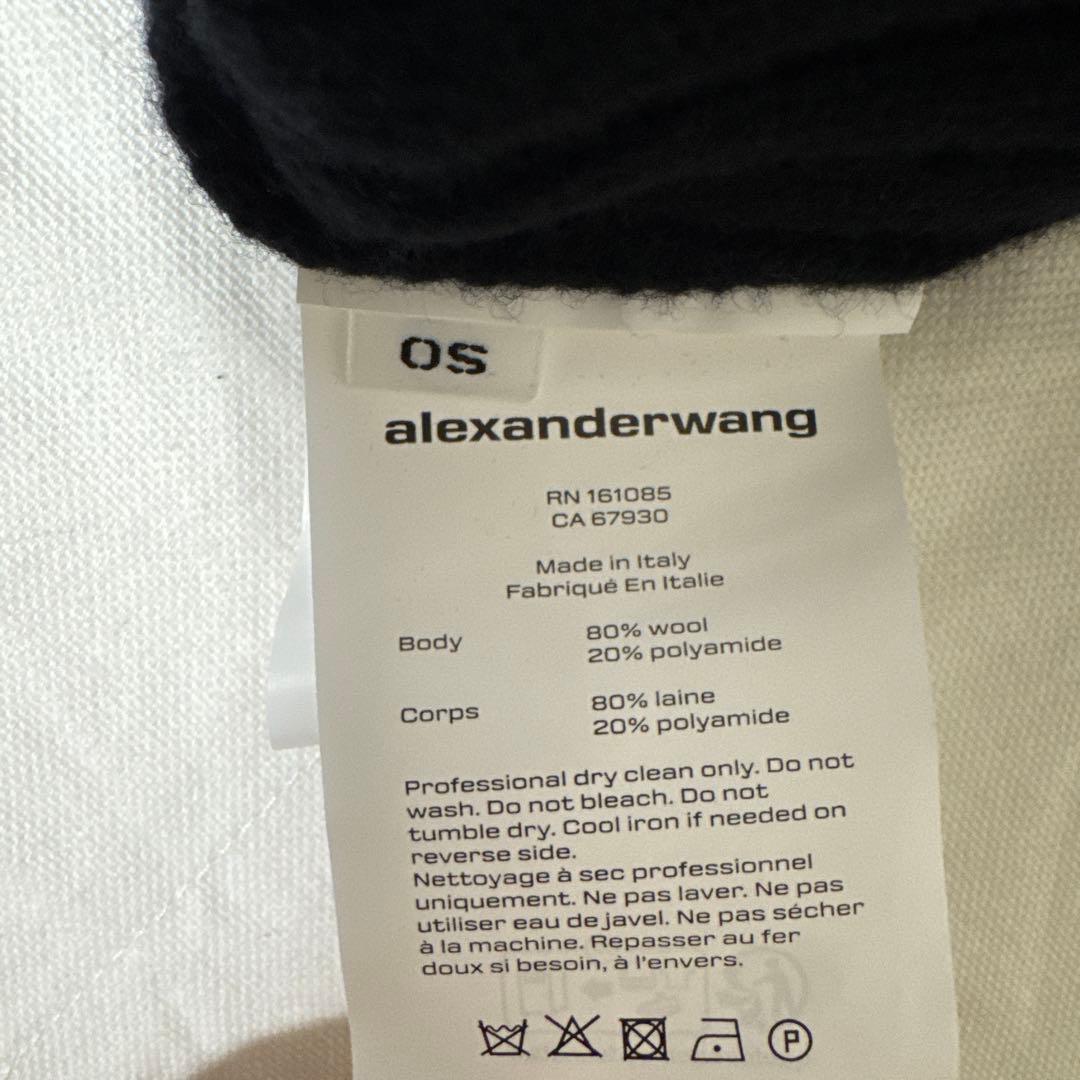 OS
alexanderwang
RN 161085
CA 67930
Made in Italy
Fabriqué En Italie
Body 80% wool
20% polyamide
Corps 80% laine
20% polyamide
Professional dry clean only. Do not
wash. Do not bleach. Do not
tumble dry. Cool iron if needed on
reverse side.
Nettoyage à sec professionnel
uniquement. Ne pas laver. Ne pas
utiliser eau de javel. Ne pas sécher
à la machine. Repasser au fer
doux si besoin, à l'envers.
P